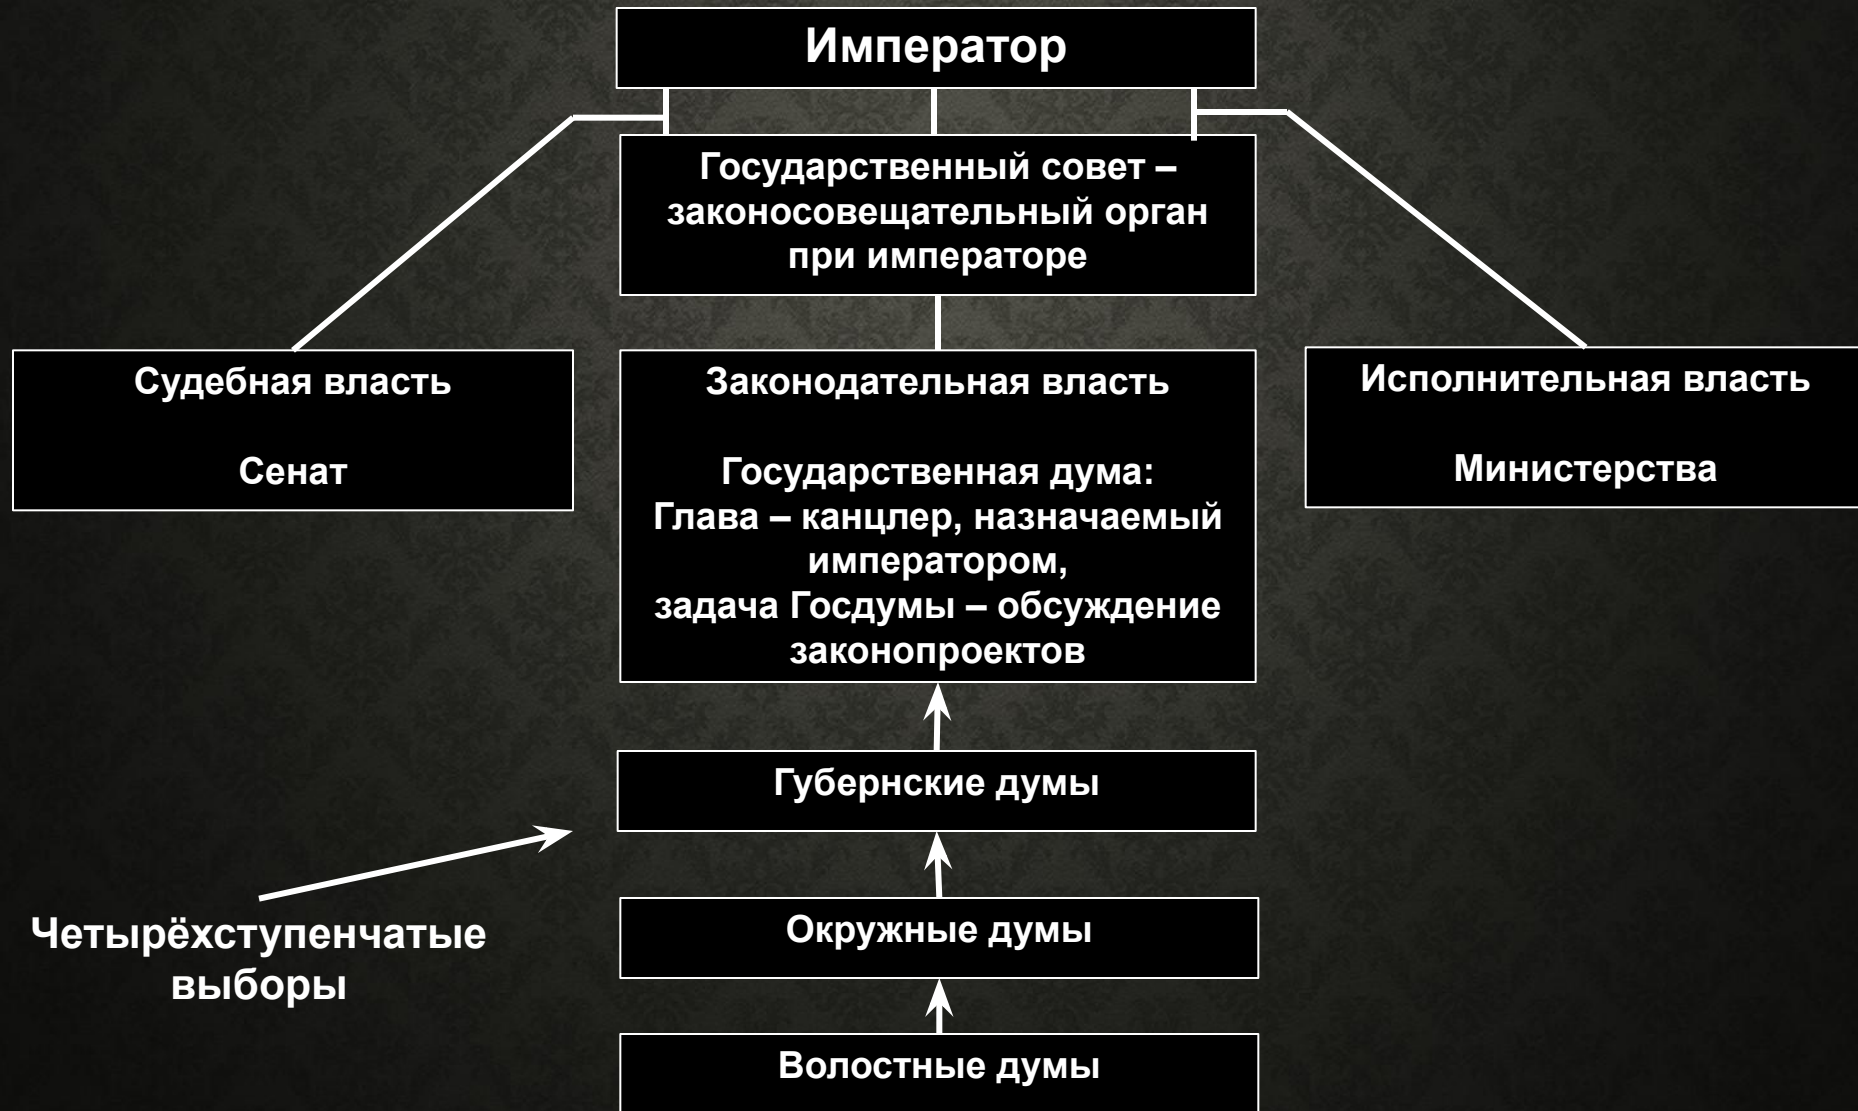 Император
Государственный совет –
законосовещательный орган
при императоре
Судебная власть
Сенат
Законодательная власть
Государственная дума:
Глава – канцлер, назначаемый
императором,
задача Госдумы – обсуждение
законопроектов
Исполнительная власть
Министерства
Губернские думы
Четырёхступенчатые
выборы
Окружные думы
Волостные думы